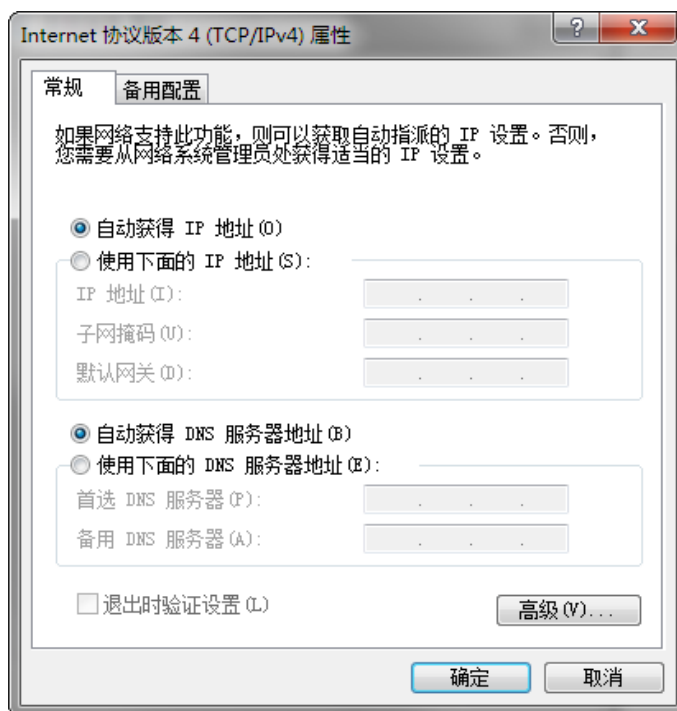 Internet 协议版本 4 (TCP/IPv4) 属性
常规
备用配置
如果网络支持此功能，则可以获取自动指派的 IP 设置。否则，
您需要从网络系统管理员处获得适当的 IP 设置。
自动获得 IP 地址(O)
使用下面的 IP 地址(S):
IP 地址(I):
子网掩码(U):
默认网关(D):
自动获得 DNS 服务器地址(B)
使用下面的 DNS 服务器地址(E):
首选 DNS 服务器(P):
备用 DNS 服务器(A):
退出时验证设置(L)
高级(V)...
确定
取消